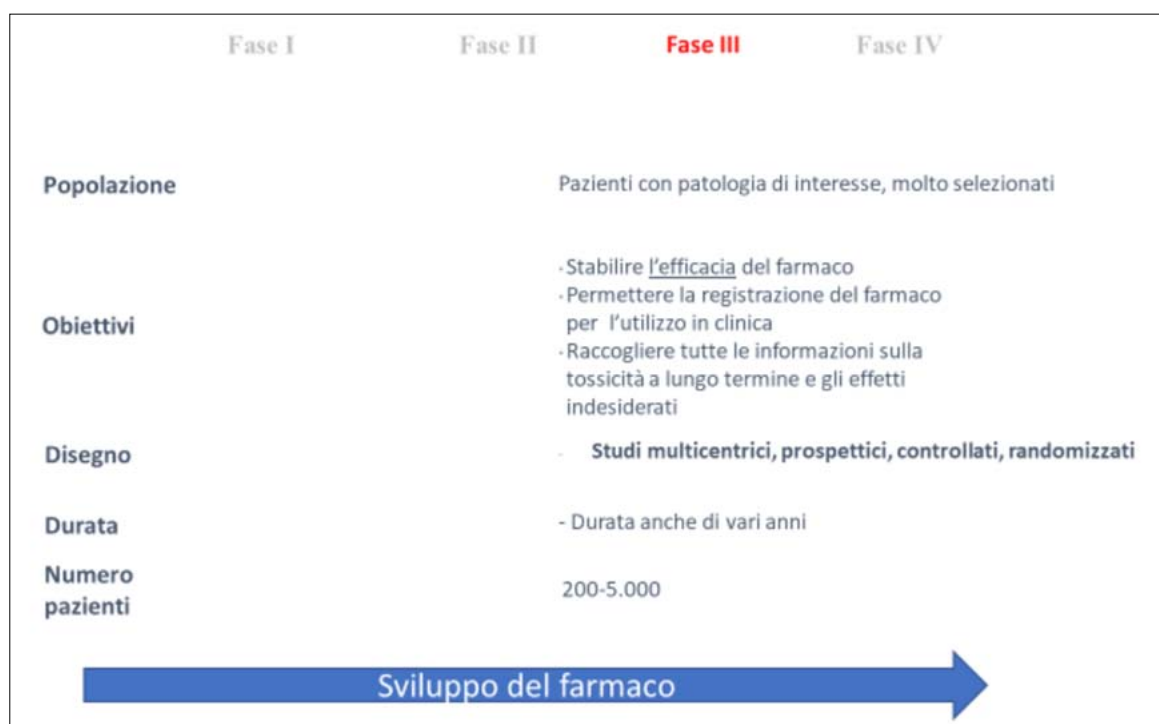 Fase I Fase II Fase III Fase IV
Popolazione Pazienti con patologia di interesse, molto selezionati
Obiettivi
· Stabilire l'efficacia del farmaco
· Permettere la registrazione del farmaco
per l'utilizzo in clinica
· Raccogliere tutte le informazioni sulla
tossicità a lungo termine e gli effetti
indesiderati
Disegno - Studi multicentrici, prospettici, controllati, randomizzati
Durata - Durata anche di vari anni
Numero
pazienti
200-5.000
Sviluppo del farmaco